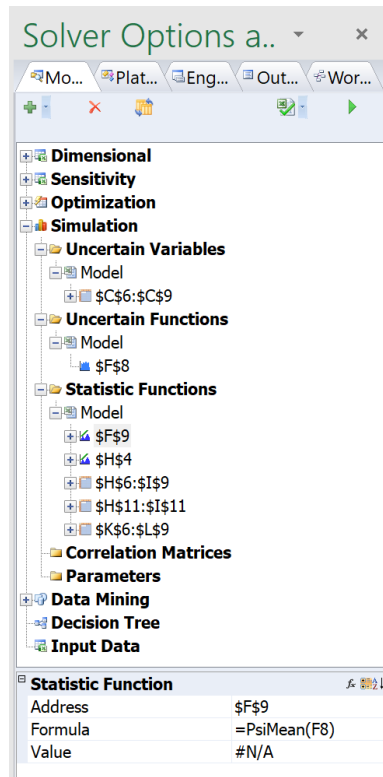 Solver Options a..
Mo... Plat... Eng... Out... Wor...
Dimensional
Sensitivity
Optimization
Simulation
Uncertain Variables
Model
$C$6:$C$9
Uncertain Functions
Model
$F$8
Statistic Functions
Model
$F$9
$H$4
$H$6:$I$9
$H$11:$I$11
$K$6:$L$9
Correlation Matrices
Parameters
Data Mining
Decision Tree
Input Data
Statistic Function
Address $F$9
Formula =PsiMean(F8)
Value #N/A